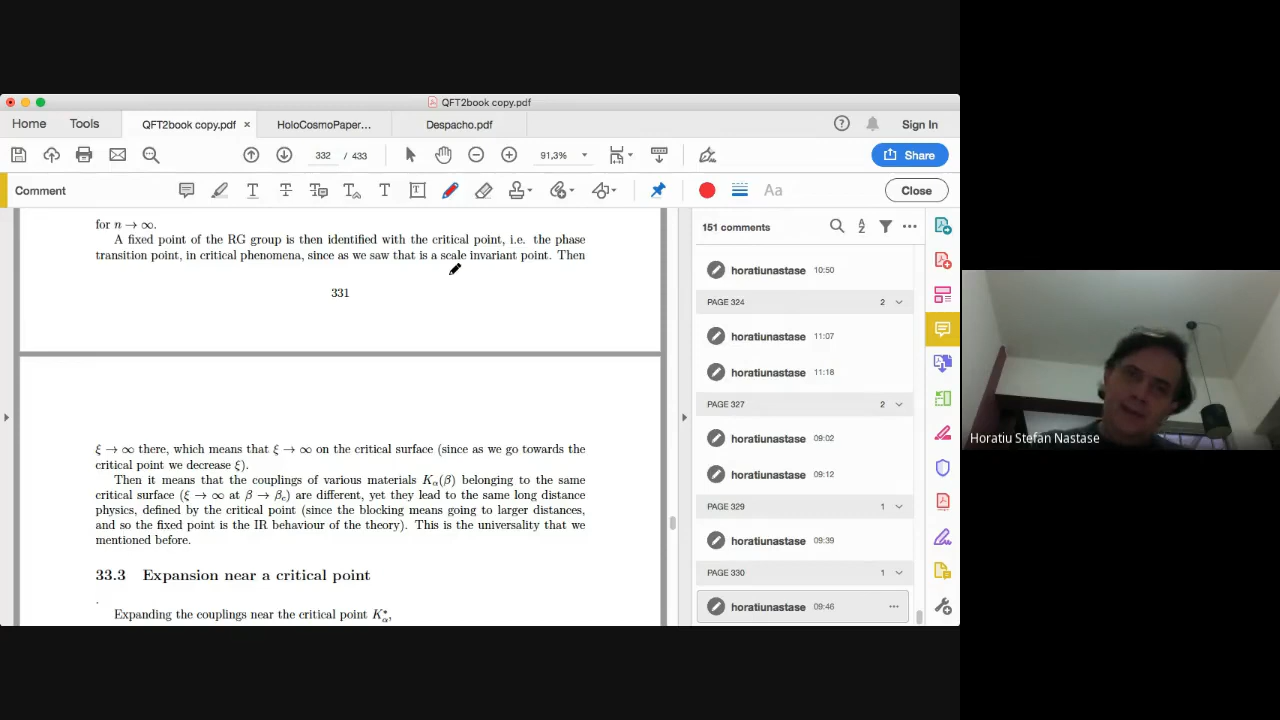 QFT2book copy.pdf
Home Tools QFT2book copy.pdf × HoloCosmoPaper... Despacho.pdf Sign In
332 / 433 91,3% Share
Comment Aa Close
for n → ∞.
A fixed point of the RG group is then identified with the critical point, i.e. the phase
transition point, in critical phenomena, since as we saw that is a scale invariant point. Then
331
ξ → ∞ there, which means that ξ → ∞ on the critical surface (since as we go towards the
critical point we decrease ξ).
Then it means that the couplings of various materials Kα(β) belonging to the same
critical surface (ξ → ∞ at β → βc) are different, yet they lead to the same long distance
physics, defined by the critical point (since the blocking means going to larger distances,
and so the fixed point is the IR behaviour of the theory). This is the universality that we
mentioned before.
33.3 Expansion near a critical point
.
Expanding the couplings near the critical point K*α,
151 comments
horatiunastase 10:50
PAGE 324 2
horatiunastase 11:07
horatiunastase 11:18
PAGE 327 2
horatiunastase 09:02
horatiunastase 09:12
PAGE 329 1
horatiunastase 09:39
PAGE 330 1
horatiunastase 09:46
Horatiu Stefan Nastase